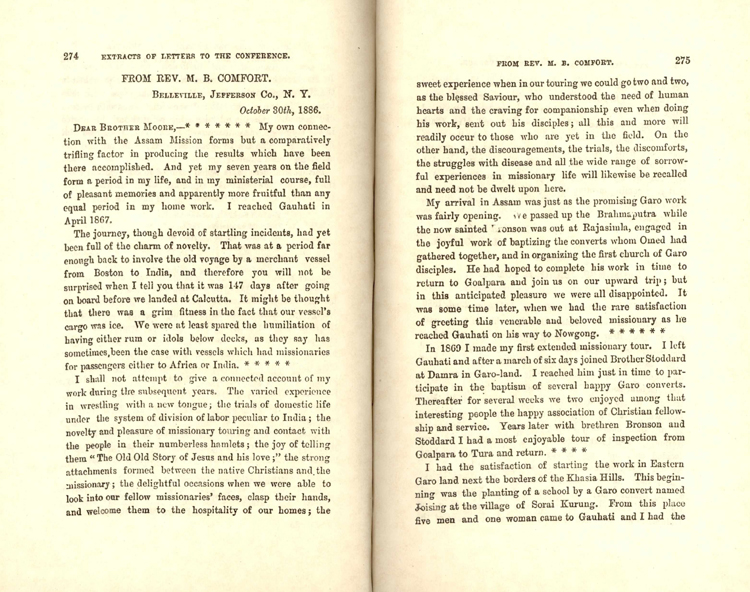 274 EXTRACTS OF LETTERS TO THE CONFERENCE.
FROM REV. M. B. COMFORT.
BELLEVILLE, JEFFERSON Co., N. Y.
October 30th, 1886.
DEAR BROTHER MOORE,—* * * * * * * My own connec-
tion with the Assam Mission forms but a comparatively
trifling factor in producing the results which have been
there accomplished. And yet my seven years on the field
form a period in my life, and in my ministerial course, full
of pleasant memories and apparently more fruitful than any
equal period in my home work. I reached Gauhati in
April 1867.
The journey, though devoid of startling incidents, had yet
been full of the charm of novelty. That was at a period far
enough back to involve the old voyage by a merchant vessel
from Boston to India, and therefore you will not be
surprised when I tell you that it was 147 days after going
on board before we landed at Calcutta. It might be thought
that there was a grim fitness in the fact that our vessel's
cargo was ice. We were at least spared the humiliation of
having either rum or idols below decks, as they say has
sometimes, been the case with vessels which had missionaries
for passengers either to Africa or India. * * * * *
I shall not attempt to give a connected account of my
work during the subsequent years. The varied experience
in wrestling with a new tongue; the trials of domestic life
under the system of division of labor peculiar to India; the
novelty and pleasure of missionary touring and contact with
the people in their numberless hamlets; the joy of telling
them "The Old Old Story of Jesus and his love;" the strong
attachments formed between the native Christians and the
missionary; the delightful occasions when we were able to
look into our fellow missionaries' faces, clasp their hands,
and welcome them to the hospitality of our homes; the
FROM REV. M. B. COMFORT. 275
sweet experience when in our touring we could go two and two,
as the blessed Saviour, who understood the need of human
hearts and the craving for companionship even when doing
his work, sent out his disciples; all this and more will
readily occur to those who are yet in the field. On the
other hand, the discouragements, the trials, the discomforts,
the struggles with disease and all the wide range of sorrow-
ful experiences in missionary life will likewise be recalled
and need not be dwelt upon here.
My arrival in Assam was just as the promising Garo work
was fairly opening. We passed up the Brahmaputra while
the now sainted onson was out at Rajasimla, engaged in
the joyful work of baptizing the converts whom Omed had
gathered together, and in organizing the first church of Garo
disciples. He had hoped to complete his work in time to
return to Goalpara and join us on our upward trip; but
in this anticipated pleasure we were all disappointed. It
was some time later, when we had the rare satisfaction
of greeting this venerable and beloved missionary as he
reached Gauhati on his way to Nowgong. * * * * * *
In 1869 I made my first extended missionary tour. I left
Gauhati and after a march of six days joined Brother Stoddard
at Damra in Garo-land. I reached him just in time to par-
ticipate in the baptism of several happy Garo converts.
Thereafter for several weeks we two enjoyed among that
interesting people the happy association of Christian fellow-
ship and service. Years later with brethren Bronson and
Stoddard I had a most enjoyable tour of inspection from
Goalpara to Tura and return. * * * *
I had the satisfaction of starting the work in Eastern
Garo land next the borders of the Khasia Hills. This begin-
ning was the planting of a school by a Garo convert named
Joising at the village of Sorai Kurung. From this place
five men and one woman came to Gauhati and I had the